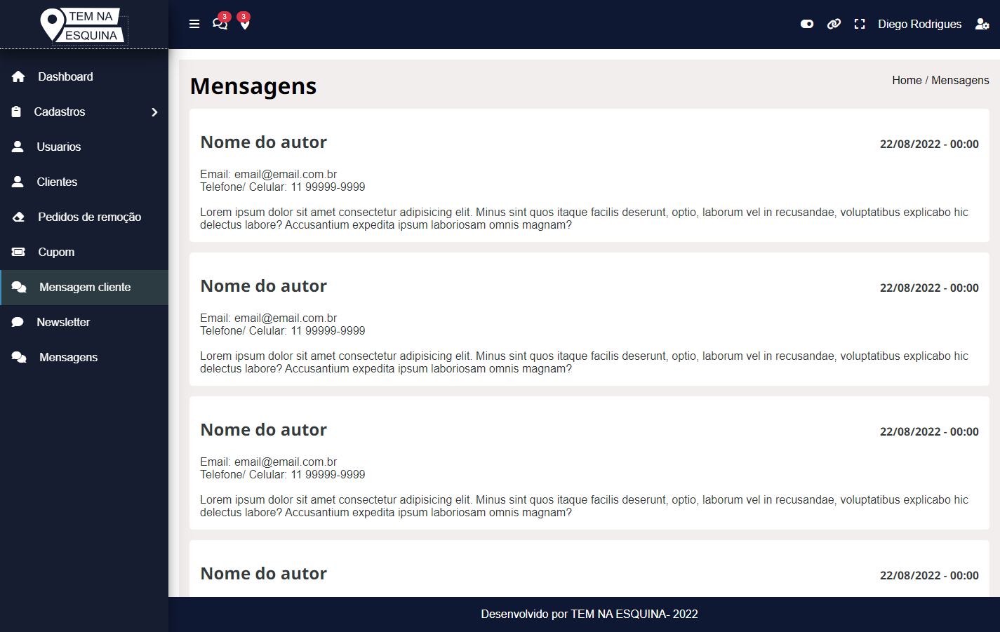 TEM NA
ESQUINA
3
3
Diego Rodrigues
Dashboard
Cadastros
Usuarios
Clientes
Pedidos de remoção
Cupom
Mensagem cliente
Newsletter
Mensagens
Mensagens
Home / Mensagens
Nome do autor
22/08/2022 - 00:00
Email: email@email.com.br
Telefone/ Celular: 11 99999-9999
Lorem ipsum dolor sit amet consectetur adipisicing elit. Minus sint quos itaque facilis deserunt, optio, laborum vel in recusandae, voluptatibus explicabo hic
delectus labore? Accusantium expedita ipsum laboriosam omnis magnam?
Nome do autor
22/08/2022 - 00:00
Email: email@email.com.br
Telefone/ Celular: 11 99999-9999
Lorem ipsum dolor sit amet consectetur adipisicing elit. Minus sint quos itaque facilis deserunt, optio, laborum vel in recusandae, voluptatibus explicabo hic
delectus labore? Accusantium expedita ipsum laboriosam omnis magnam?
Nome do autor
22/08/2022 - 00:00
Email: email@email.com.br
Telefone/ Celular: 11 99999-9999
Lorem ipsum dolor sit amet consectetur adipisicing elit. Minus sint quos itaque facilis deserunt, optio, laborum vel in recusandae, voluptatibus explicabo hic
delectus labore? Accusantium expedita ipsum laboriosam omnis magnam?
Nome do autor
22/08/2022 - 00:00
Desenvolvido por TEM NA ESQUINA- 2022